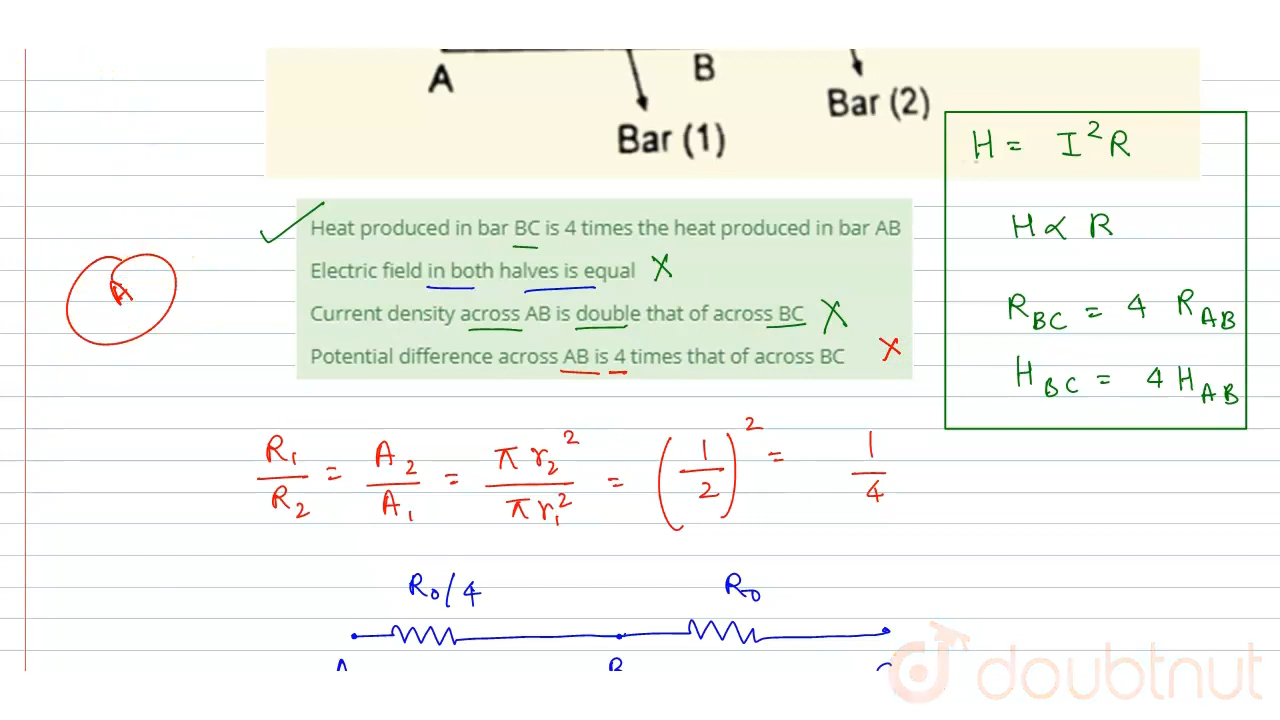 A
B
Bar (2)
Bar (1)
H = I²R
H ∝ R
R_BC = 4 R_AB
H_BC = 4 H_AB
Heat produced in bar BC is 4 times the heat produced in bar AB
Electric field in both halves is equal X
Current density across AB is double that of across BC X
Potential difference across AB is 4 times that of across BC X
A
R₁/R₂ = A₂/A₁ = πr₂²/πr₁² = (1/2)² = 1/4
R₀/4 R₀
doubtnut